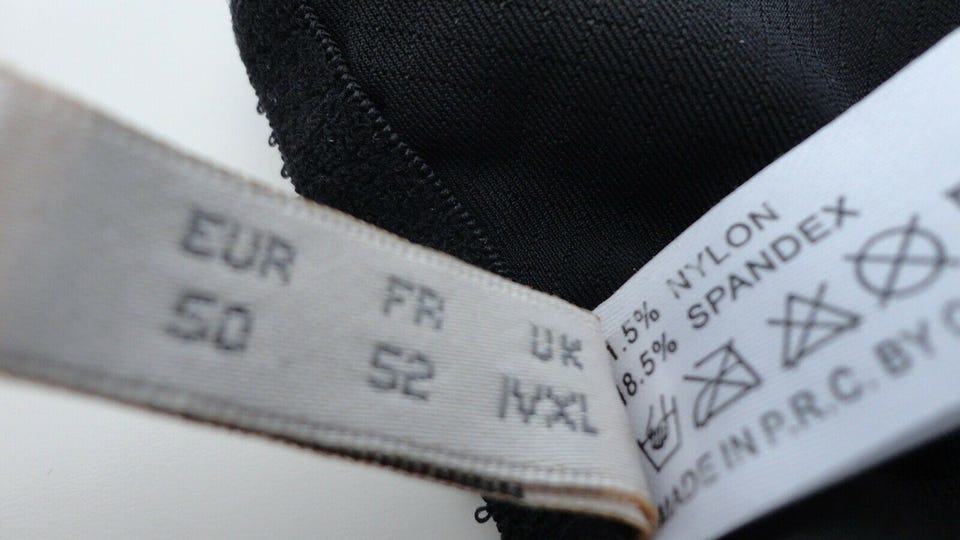 EUR FR UK
50 52 IVXL
.5% NYLON
18.5% SPANDEX
MADE IN P.R.C. BY